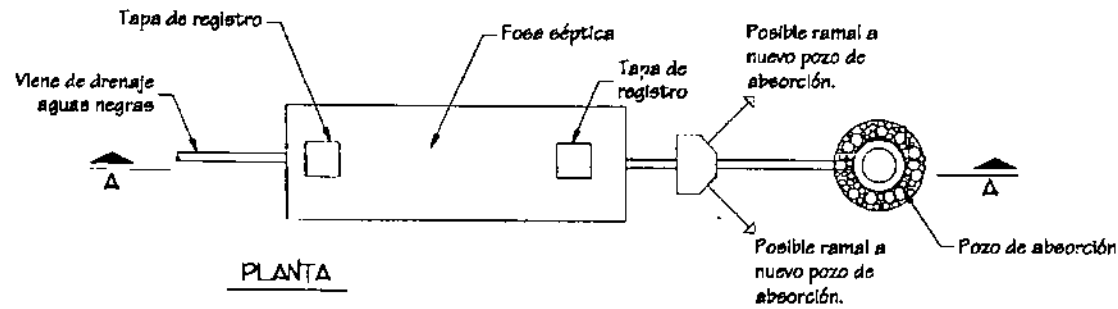 Tapa de registro
Fosa séptica
Posible ramal a
nuevo pozo de
absorción.
Tapa de
registro
Viene de drenaje
aguas negras
A
A
Posible ramal a
nuevo pozo de
absorción.
Pozo de absorción
PLANTA